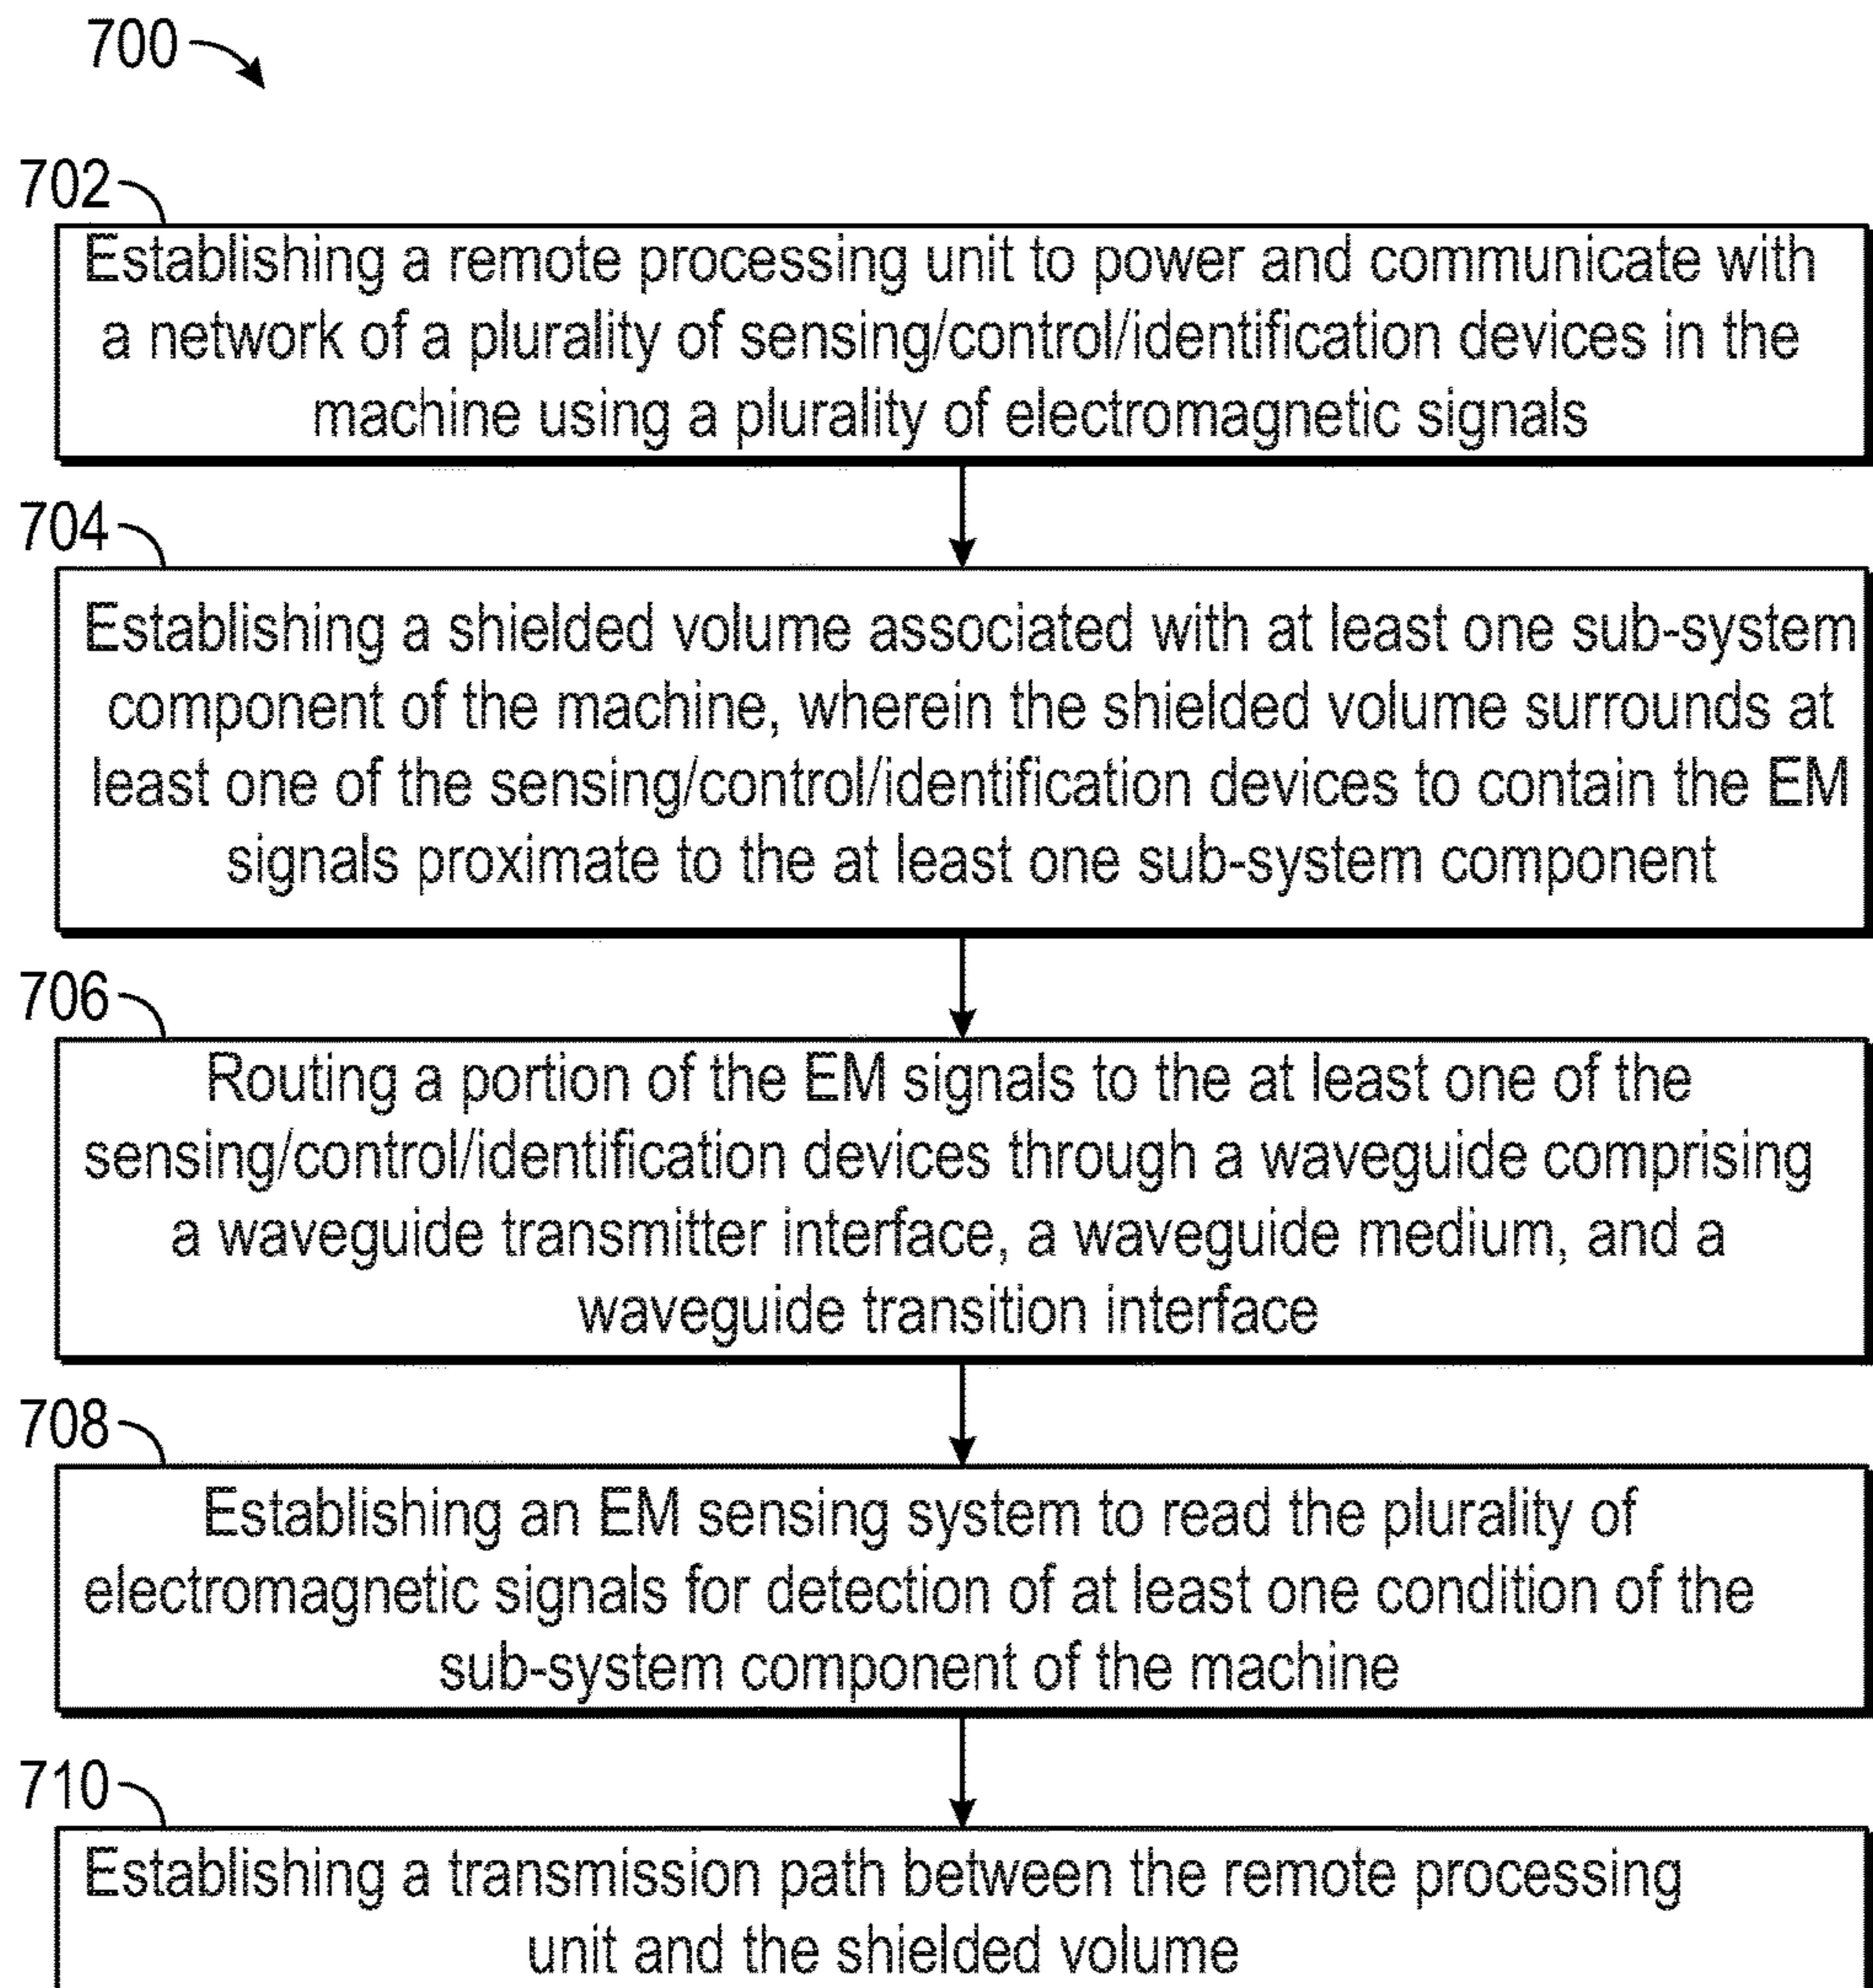 700
702
Establishing a remote processing unit to power and communicate with
a network of a plurality of sensing/control/identification devices in the
machine using a plurality of electromagnetic signals
704
Establishing a shielded volume associated with at least one sub-system
component of the machine, wherein the shielded volume surrounds at
least one of the sensing/control/identification devices to contain the EM
signals proximate to the at least one sub-system component
706
Routing a portion of the EM signals to the at least one of the
sensing/control/identification devices through a waveguide comprising
a waveguide transmitter interface, a waveguide medium, and a
waveguide transition interface
708
Establishing an EM sensing system to read the plurality of
electromagnetic signals for detection of at least one condition of the
sub-system component of the machine
710
Establishing a transmission path between the remote processing
unit and the shielded volume